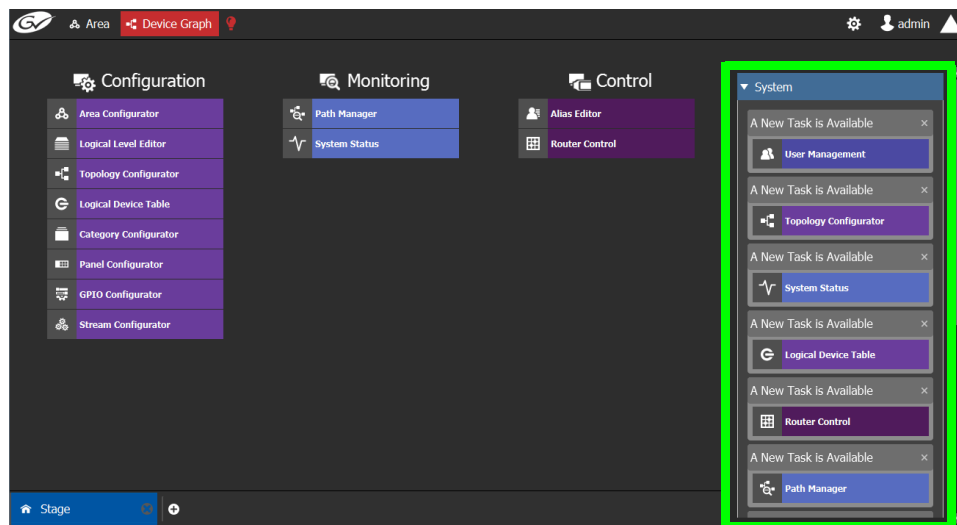 GV
Area
Device Graph
admin
Configuration
Area Configurator
Logical Level Editor
Topology Configurator
Logical Device Table
Category Configurator
Panel Configurator
GPIO Configurator
Stream Configurator
Monitoring
Path Manager
System Status
Control
Alias Editor
Router Control
System
A New Task is Available
User Management
A New Task is Available
Topology Configurator
A New Task is Available
System Status
A New Task is Available
Logical Device Table
A New Task is Available
Router Control
A New Task is Available
Path Manager
Stage